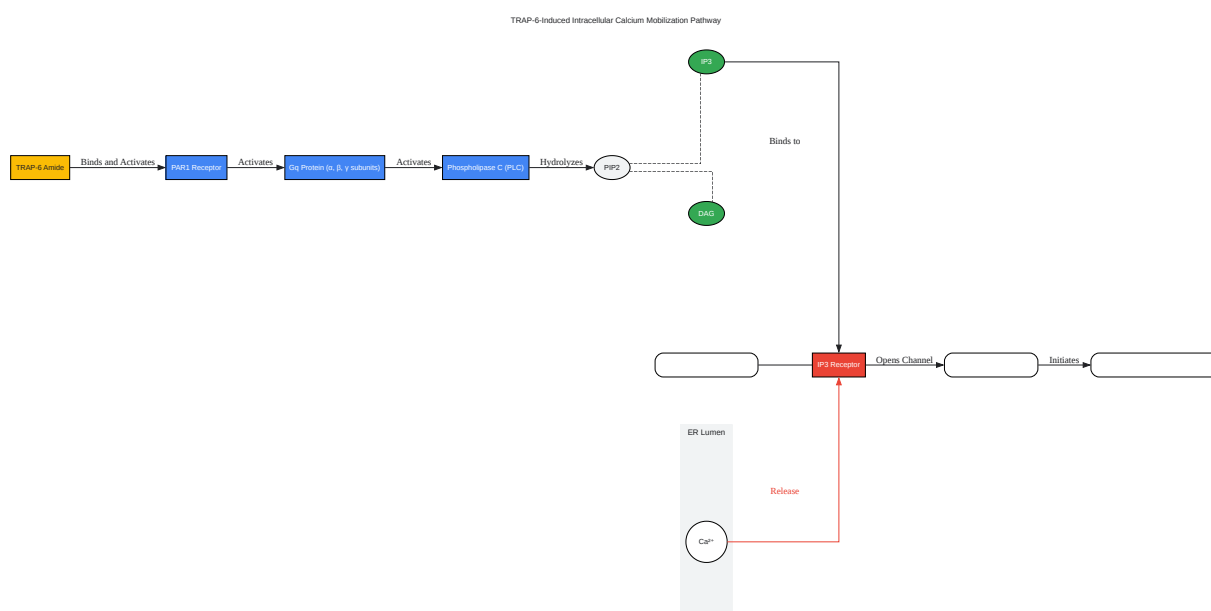 TRAP-6-Induced Intracellular Calcium Mobilization Pathway
IP3
Binds to
TRAP-6 Amide
Binds and Activates
PAR1 Receptor
Activates
Gq Protein (α, β, γ subunits)
Activates
Phospholipase C (PLC)
Hydrolyzes
PIP2
DAG
IP3 Receptor
Opens Channel
Initiates
ER Lumen
Release
Ca²⁺